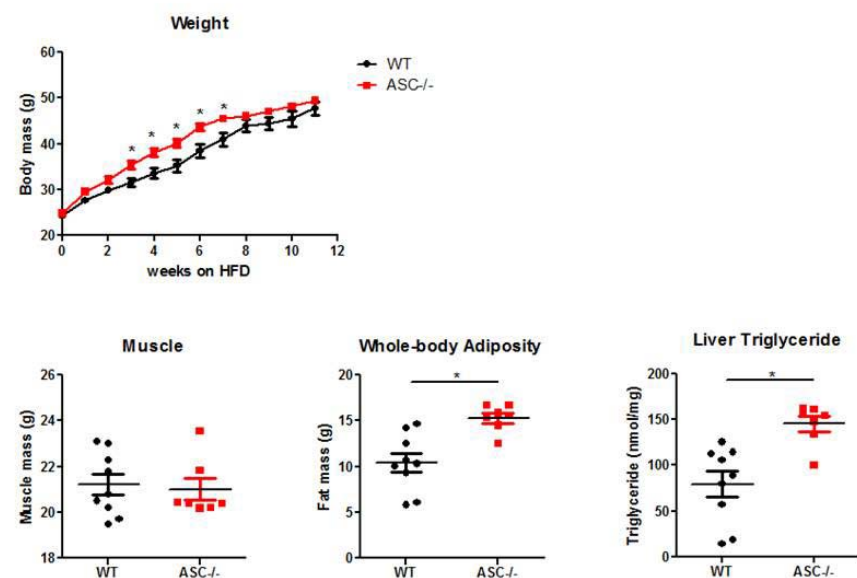 Weight
Body mass (g)
60
50
40
30
20
* * * * *
0 2 4 6 8 10 12
weeks on HFD
WT
ASC-/-
Muscle
Muscle mass (g)
26
24
22
20
18
WT ASC-/-
Whole-body Adiposity
Fat mass (g)
20
15
10
5
0
*
WT ASC-/-
Liver Triglyceride
Triglyceride (nmol/mg)
200
150
100
50
0
*
WT ASC-/-